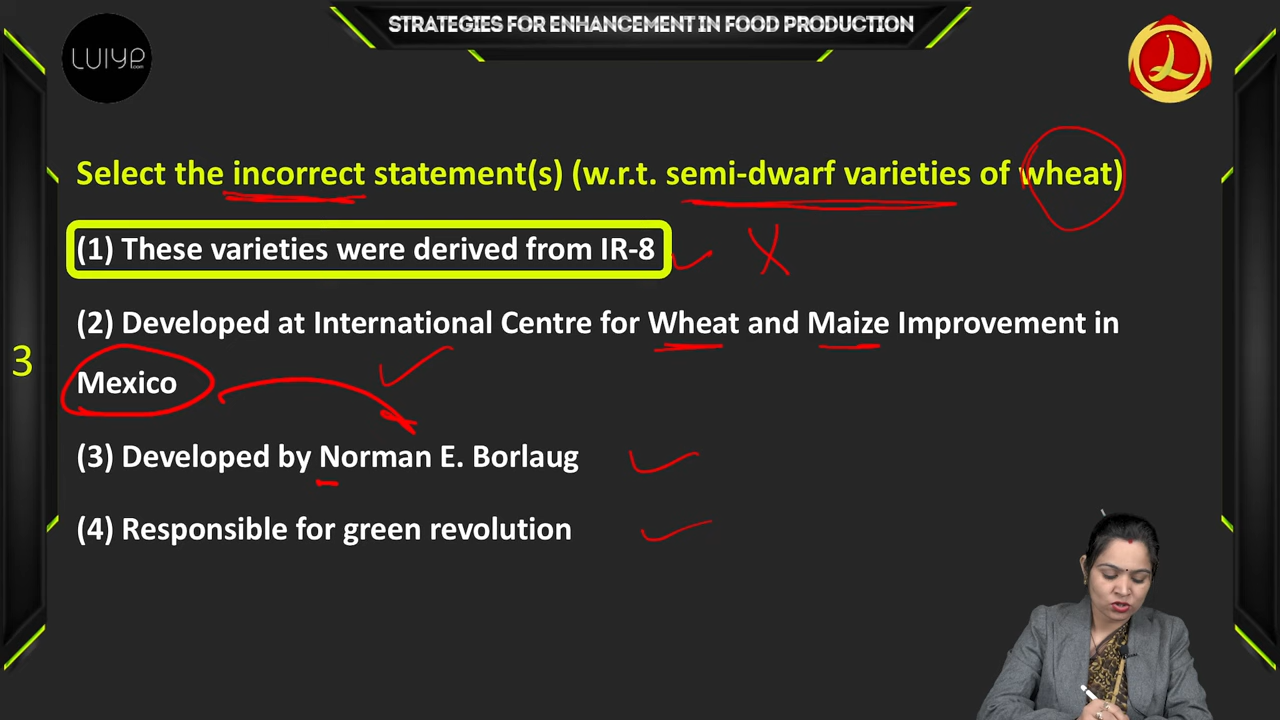 STRATEGIES FOR ENHANCEMENT IN FOOD PRODUCTION
LUIYP
.com
Select the incorrect statement(s) (w.r.t. semi-dwarf varieties of wheat)
(1) These varieties were derived from IR-8
(2) Developed at International Centre for Wheat and Maize Improvement in
Mexico
3
(3) Developed by Norman E. Borlaug
(4) Responsible for green revolution